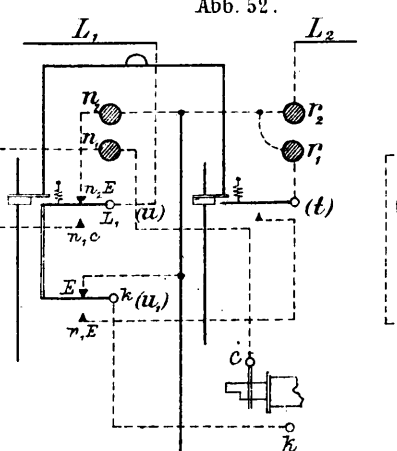 Abb. 52.
L₁ L₂
n₂ r₂
n₁ r₁
n₂E
L₁ (u) (t)
n₁c
E k(u₁)
r₁E
c
k